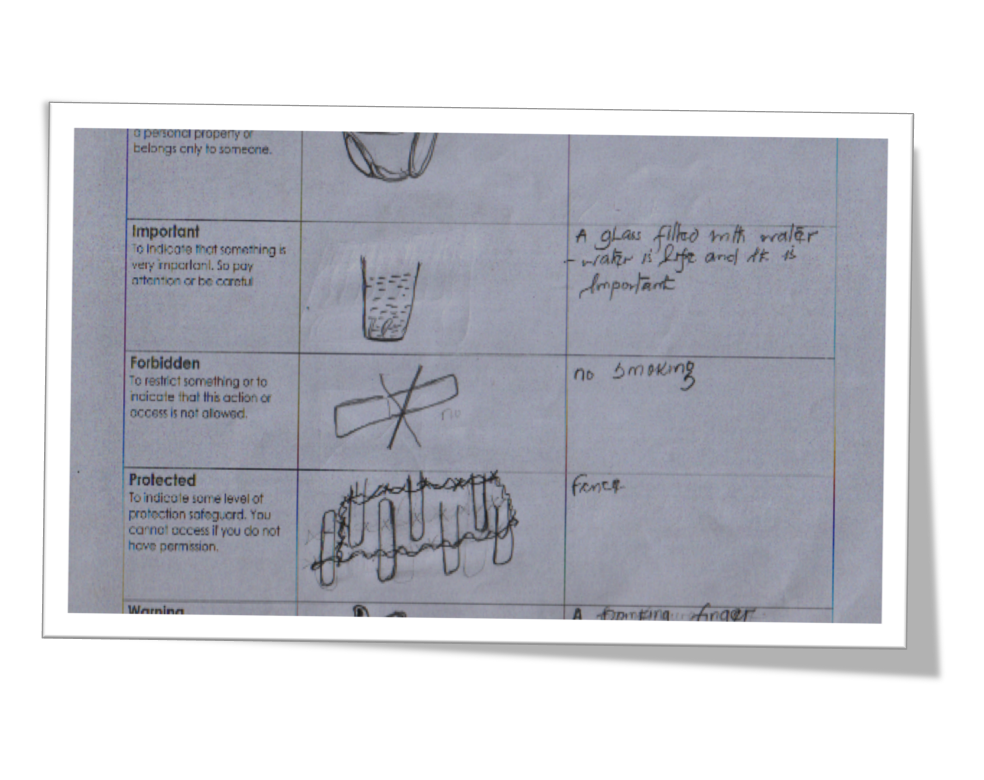 a personal property or
belongs only to someone.
Important
To indicate that something is
very important. So pay
attention or be careful
A glass filled with water
- water is life and it is
important
Forbidden
To restrict something or to
indicate that this action or
access is not allowed.
no
no smoking
Protected
To indicate some level of
protection safeguard. You
cannot access if you do not
have permission.
Fence
Warning
A pointing finger